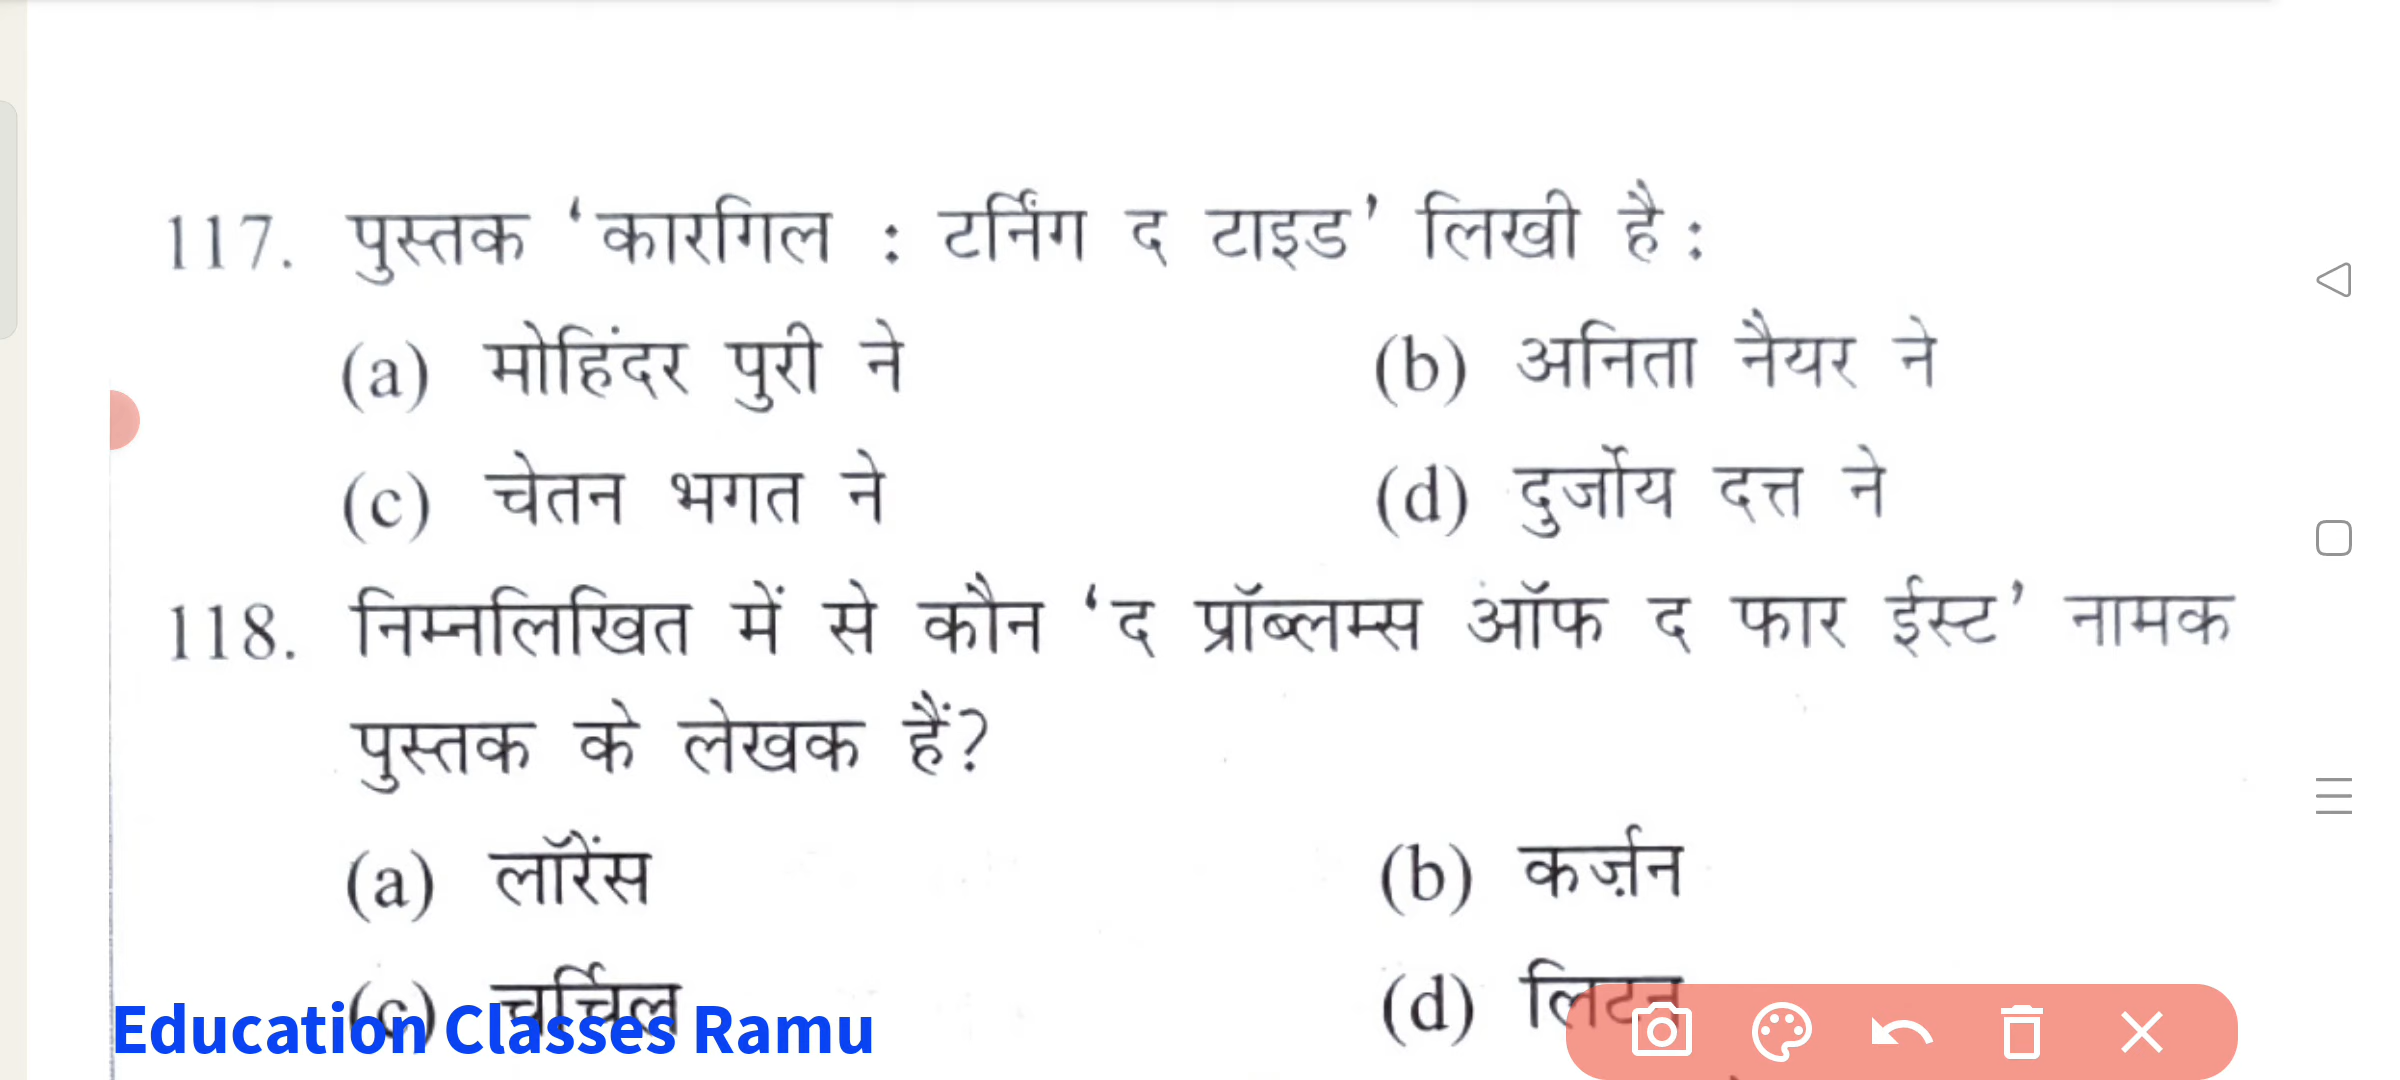 117. पुस्तक ‘कारगिल : टर्निंग द टाइड’ लिखी है :
(a) मोहिंदर पुरी ने (b) अनिता नैयर ने
(c) चेतन भगत ने (d) दुर्जोय दत्त ने
118. निम्नलिखित में से कौन ‘द प्रॉब्लम्स ऑफ द फार ईस्ट’ नामक
पुस्तक के लेखक हैं?
(a) लॉरेंस (b) कर्ज़न
(c) चर्चिल (d) लिटन
Education Classes Ramu